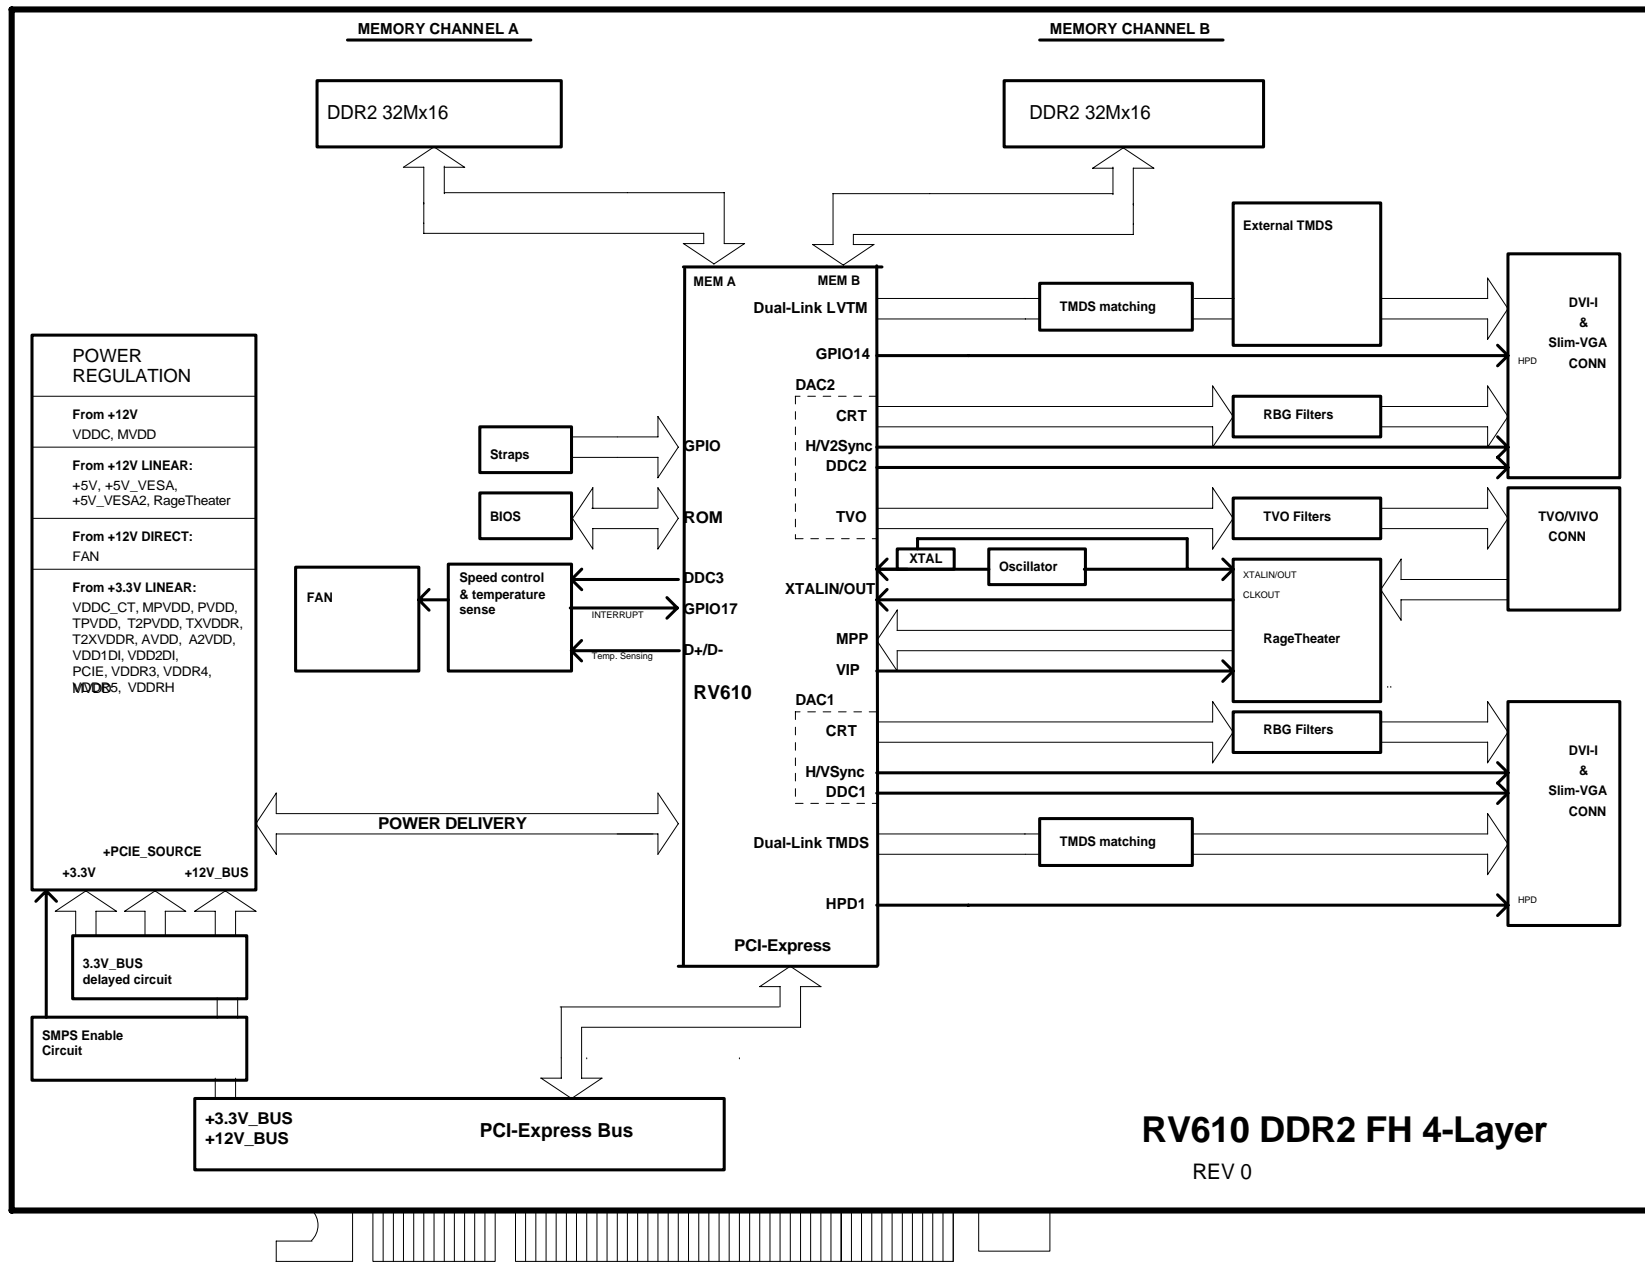 MEMORY CHANNEL A
MEMORY CHANNEL B
DDR2 32Mx16
DDR2 32Mx16
External TMDS
MEM A
MEM B
Dual-Link LVTM
TMDS matching
DVI-I
&
Slim-VGA
CONN
GPIO14
HPD
DAC2
CRT
RBG Filters
H/V2Sync
DDC2
TVO
TVO Filters
TVO/VIVO
CONN
POWER
REGULATION
From +12V
VDDC, MVDD
From +12V LINEAR:
+5V, +5V_VESA,
+5V_VESA2, RageTheater
From +12V DIRECT:
FAN
From +3.3V LINEAR:
VDDC_CT, MPVDD, PVDD,
TPVDD, T2PVDD, TXVDDR,
T2XVDDR, AVDD, A2VDD,
VDD1DI, VDD2DI,
PCIE, VDDR3, VDDR4,
VDDRH
+PCIE_SOURCE
+3.3V
+12V_BUS
Straps
GPIO
BIOS
ROM
FAN
Speed control
& temperature
sense
DDC3
GPIO17
INTERRUPT
D+/D-
Temp. Sensing
RV610
XTAL
Oscillator
XTALIN/OUT
XTALIN/OUT
CLKOUT
RageTheater
MPP
VIP
DAC1
CRT
RBG Filters
H/VSync
DDC1
DVI-I
&
Slim-VGA
CONN
POWER DELIVERY
Dual-Link TMDS
TMDS matching
HPD1
HPD
PCI-Express
3.3V_BUS
delayed circuit
SMPS Enable
Circuit
+3.3V_BUS
+12V_BUS
PCI-Express Bus
RV610 DDR2 FH 4-Layer
REV 0